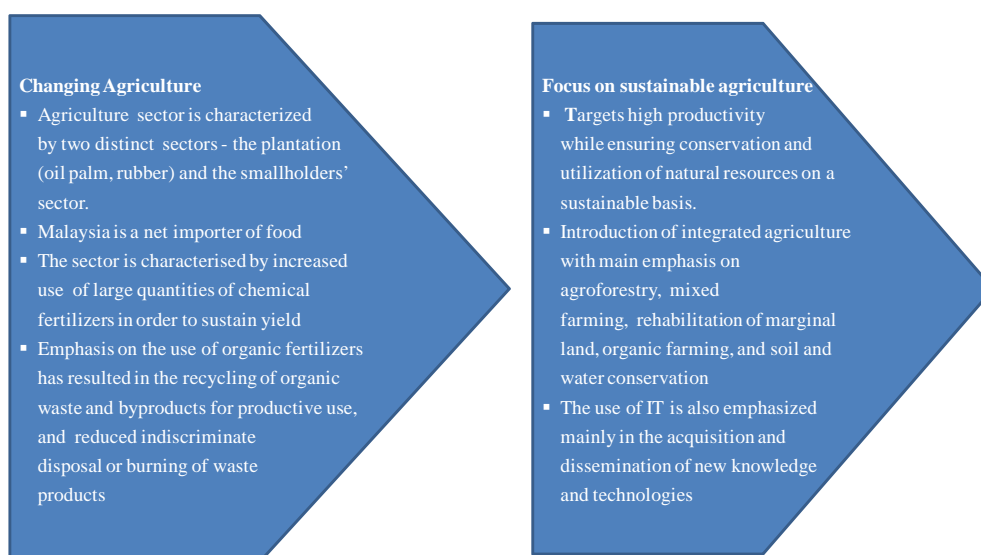 Changing Agriculture
▪ Agriculture sector is characterized
by two distinct sectors - the plantation
(oil palm, rubber) and the smallholders’
sector.
▪ Malaysia is a net importer of food
▪ The sector is characterised by increased
use of large quantities of chemical
fertilizers in order to sustain yield
▪ Emphasis on the use of organic fertilizers
has resulted in the recycling of organic
waste and byproducts for productive use,
and reduced indiscriminate
disposal or burning of waste
products
Focus on sustainable agriculture
▪ Targets high productivity
while ensuring conservation and
utilization of natural resources on a
sustainable basis.
▪ Introduction of integrated agriculture
with main emphasis on
agroforestry, mixed
farming, rehabilitation of marginal
land, organic farming, and soil and
water conservation
▪ The use of IT is also emphasized
mainly in the acquisition and
dissemination of new knowledge
and technologies